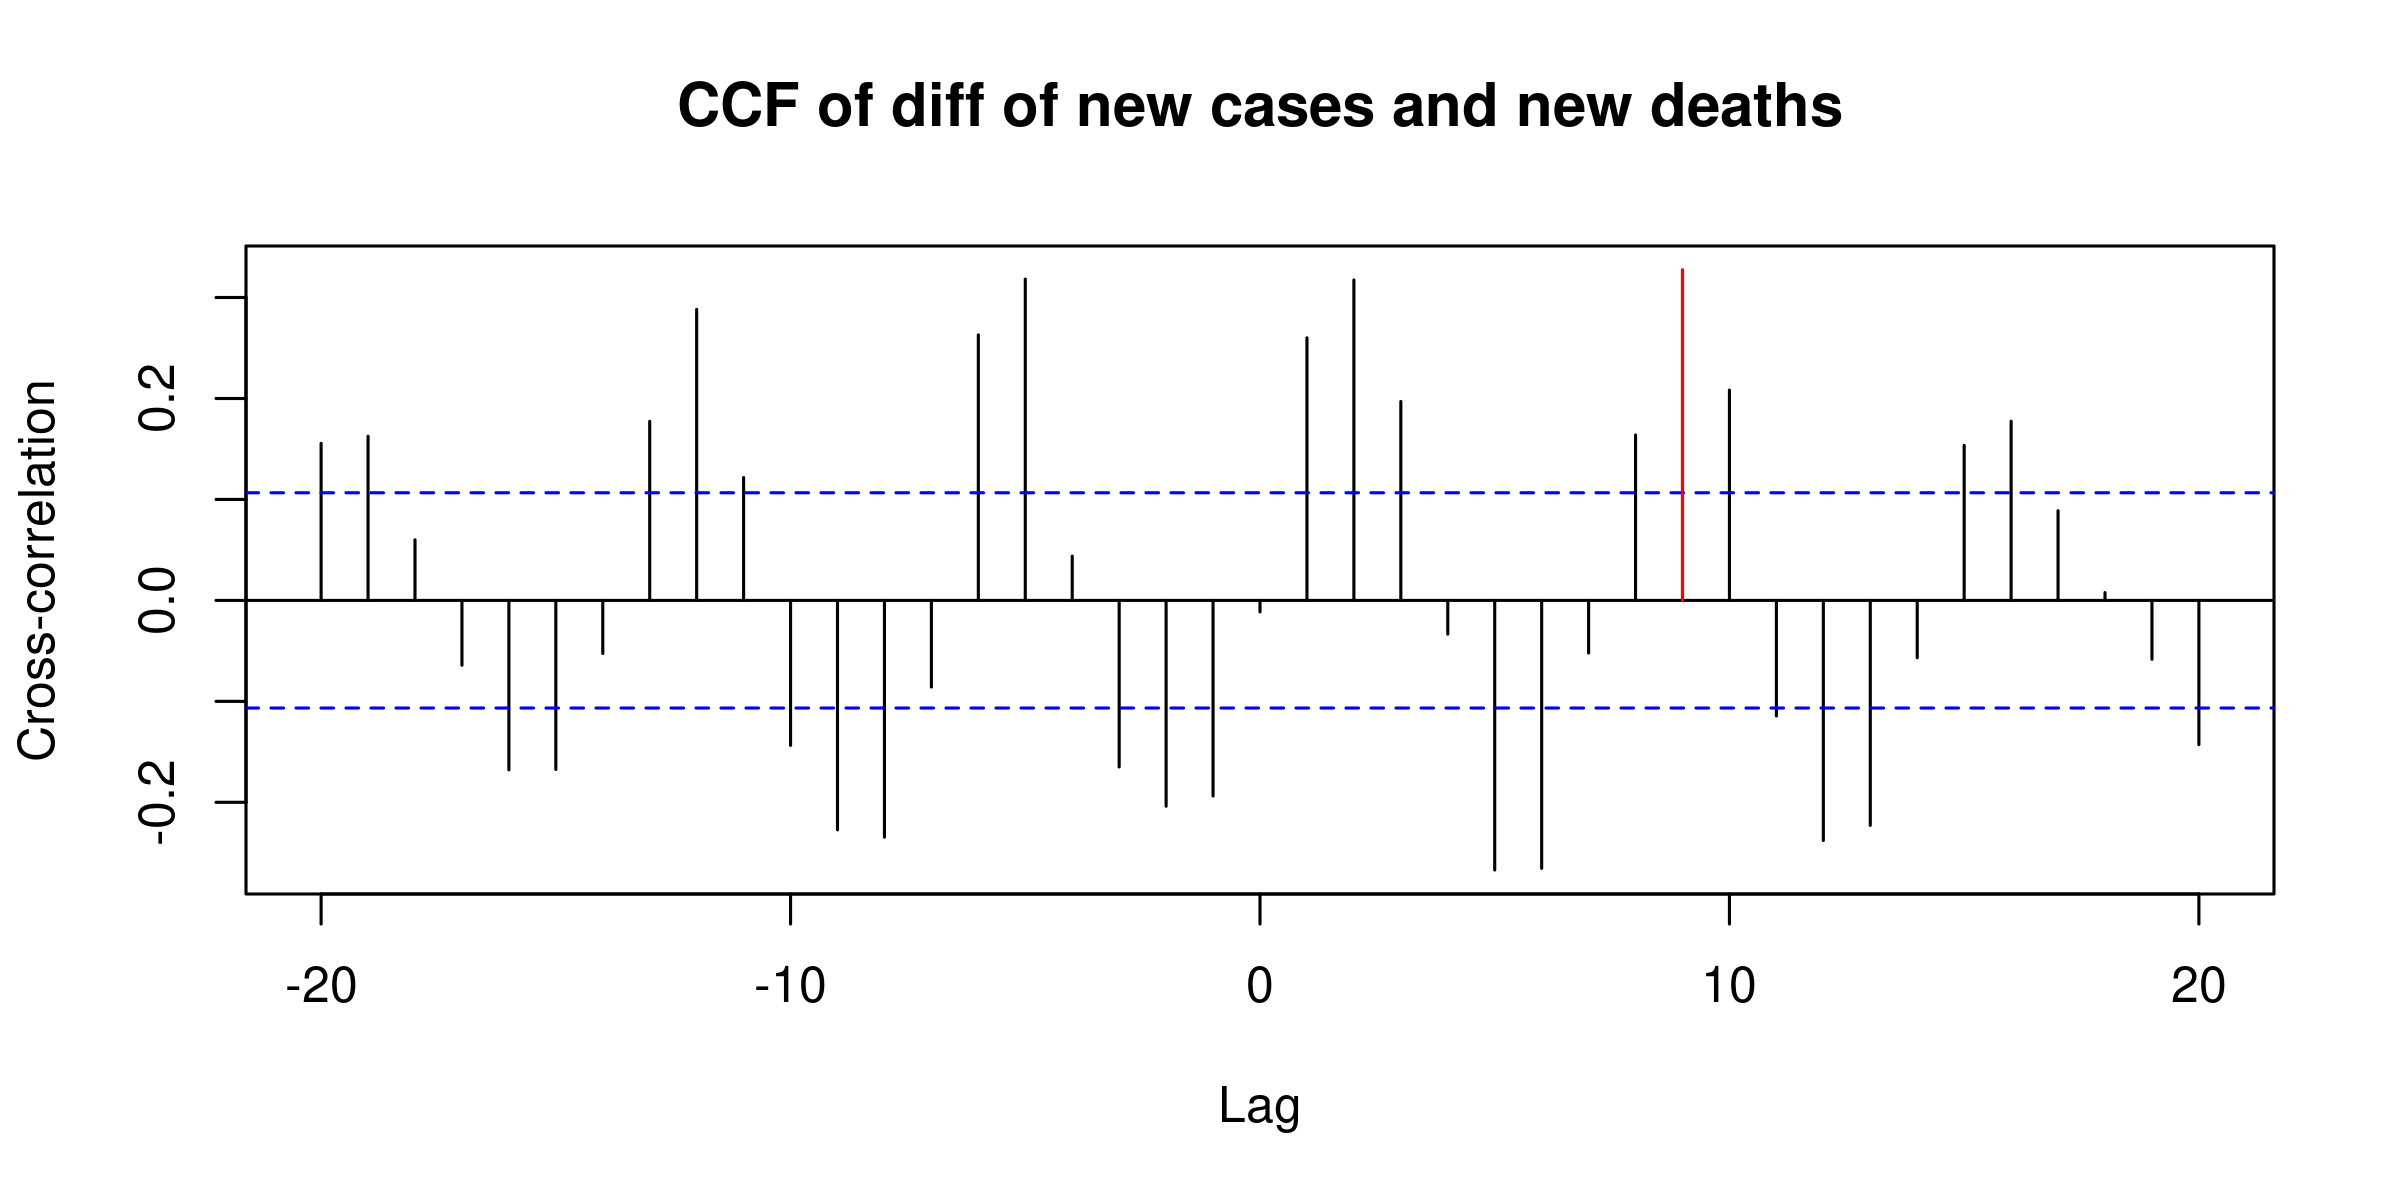 CCF of diff of new cases and new deaths
Cross-correlation
0.2
0.0
-0.2
-20 -10 0 10 20
Lag